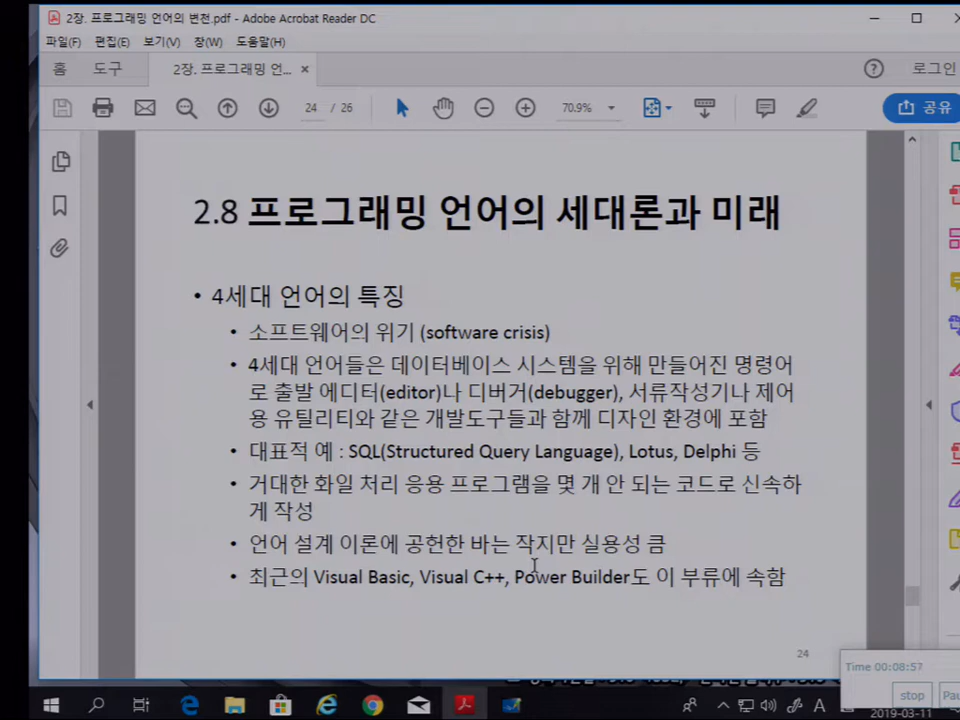 2장. 프로그래밍 언어의 변천.pdf - Adobe Acrobat Reader DC
파일(F) 편집(E) 보기(V) 창(W) 도움말(H)
홈 도구 2장. 프로그래밍 언... × 로그인
24 / 26 70.9% 공유
2.8 프로그래밍 언어의 세대론과 미래
• 4세대 언어의 특징
• 소프트웨어의 위기 (software crisis)
• 4세대 언어들은 데이터베이스 시스템을 위해 만들어진 명령어
로 출발 에디터(editor)나 디버거(debugger), 서류작성기나 제어
용 유틸리티와 같은 개발도구들과 함께 디자인 환경에 포함
• 대표적 예 : SQL(Structured Query Language), Lotus, Delphi 등
• 거대한 화일 처리 응용 프로그램을 몇 개 안 되는 코드로 신속하
게 작성
• 언어 설계 이론에 공헌한 바는 작지만 실용성 큼
• 최근의 Visual Basic, Visual C++, Power Builder도 이 부류에 속함
24
Time 00:08:57
stop Pau
A
2019-03-11